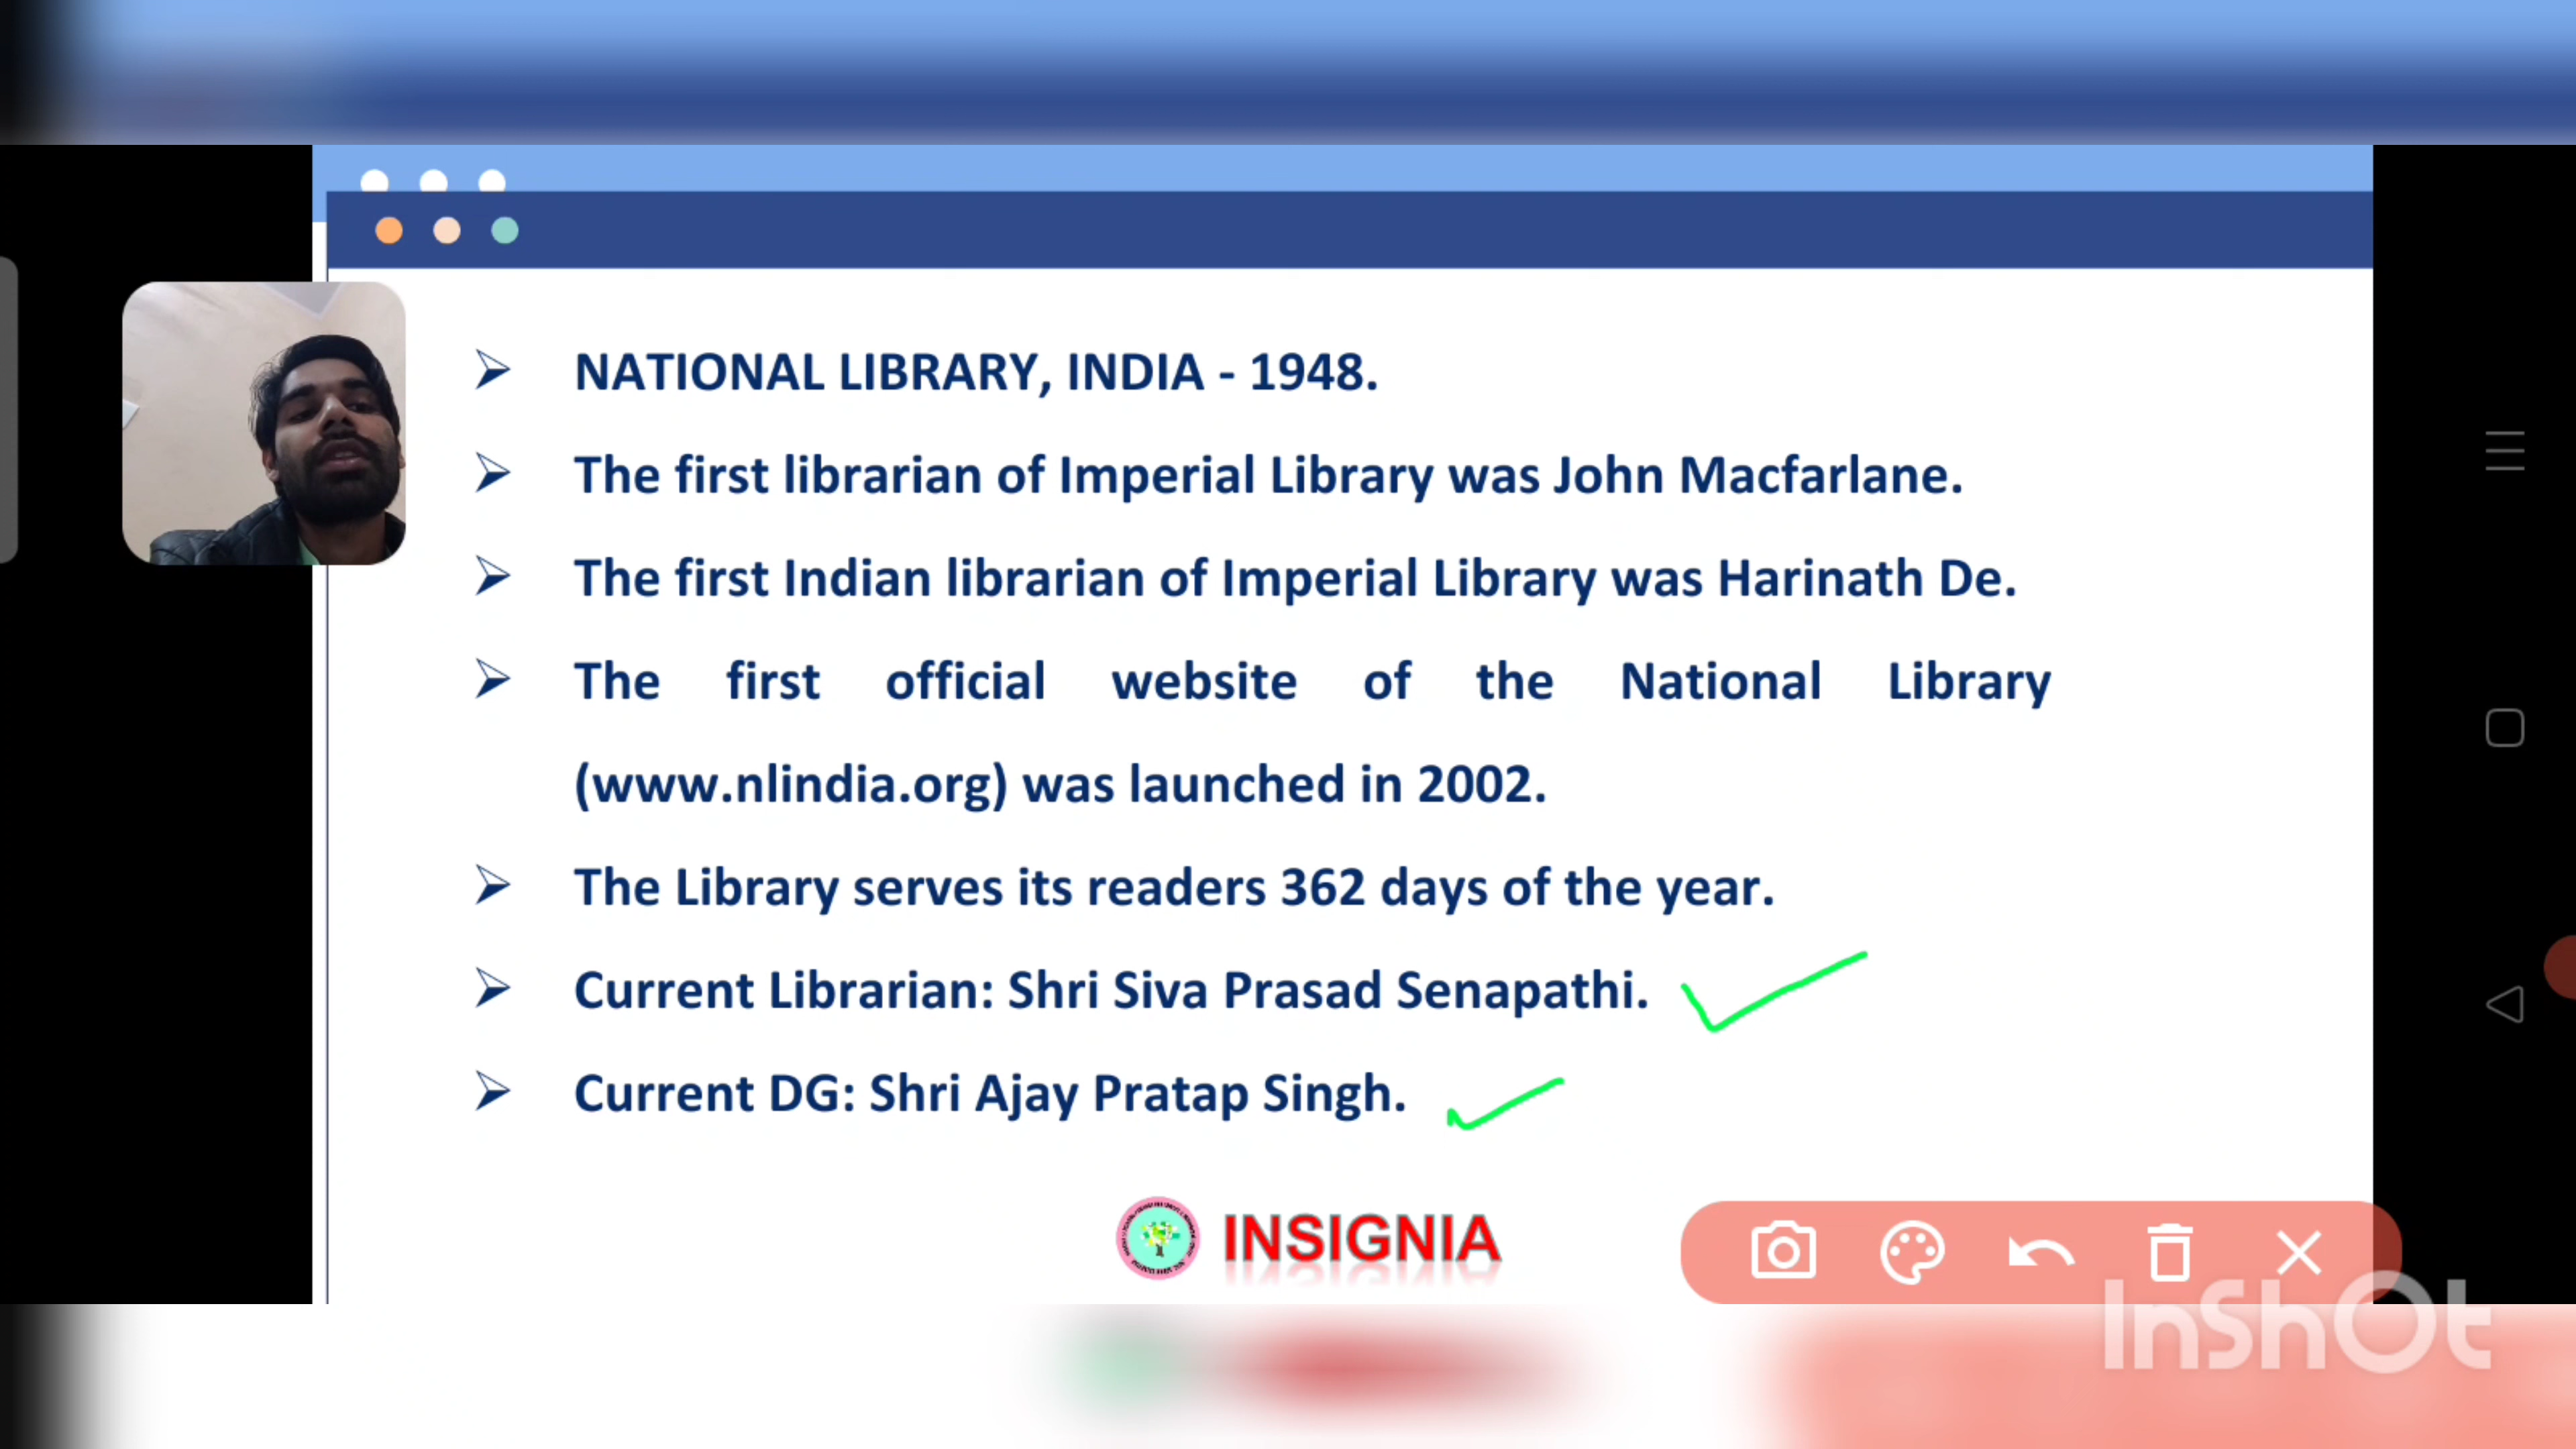 ➢ NATIONAL LIBRARY, INDIA - 1948.
➢ The first librarian of Imperial Library was John Macfarlane.
➢ The first Indian librarian of Imperial Library was Harinath De.
➢ The first official website of the National Library
(www.nlindia.org) was launched in 2002.
➢ The Library serves its readers 362 days of the year.
➢ Current Librarian: Shri Siva Prasad Senapathi.
➢ Current DG: Shri Ajay Pratap Singh.
INSIGNIA
InShOt